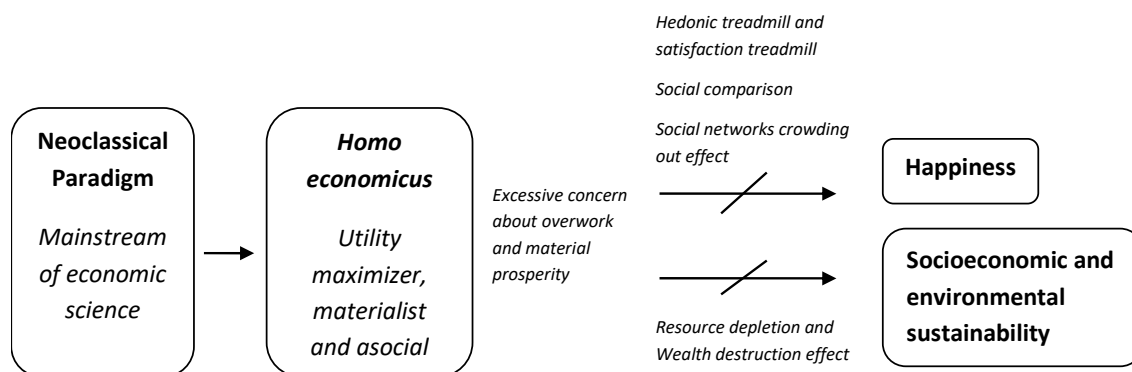 Neoclassical
Paradigm
Mainstream
of economic
science
Homo
economicus
Utility
maximizer,
materialist
and asocial
Excessive concern
about overwork
and material
prosperity
Hedonic treadmill and
satisfaction treadmill
Social comparison
Social networks crowding
out effect
Resource depletion and
Wealth destruction effect
Happiness
Socioeconomic and
environmental
sustainability